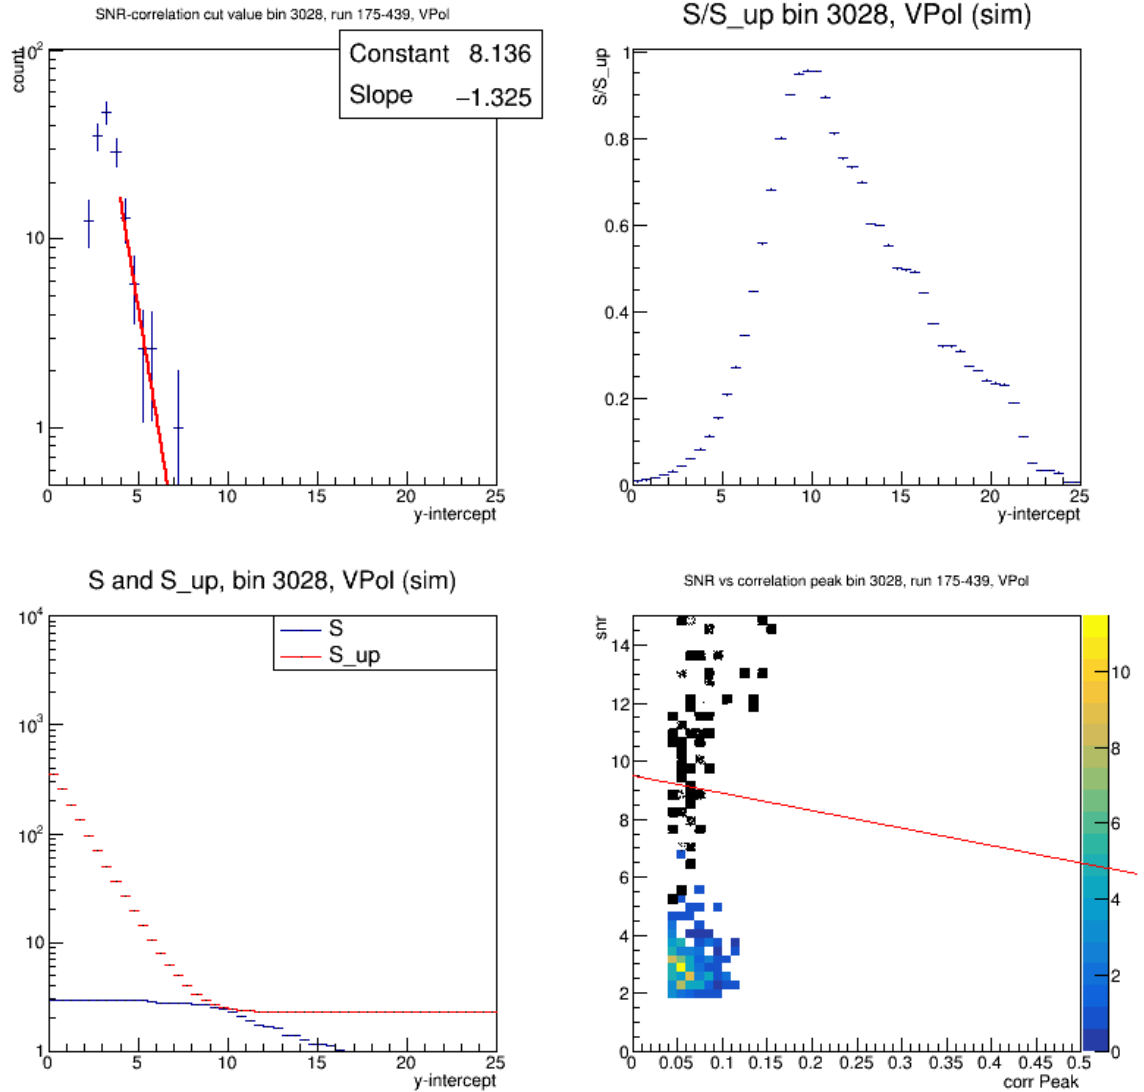 SNR-correlation cut value bin 3028, run 175-439, VPol
count
10²
10
1
Constant 8.136
Slope −1.325
0 5 10 15 20 25
y-intercept
S/S_up bin 3028, VPol (sim)
S/S_up
1
0.8
0.6
0.4
0.2
0
0 5 10 15 20 25
y-intercept
S and S_up, bin 3028, VPol (sim)
10⁴
10³
10²
10
1
S
S_up
0 5 10 15 20 25
y-intercept
SNR vs correlation peak bin 3028, run 175-439, VPol
snr
14
12
10
8
6
4
2
0
0 0.05 0.1 0.15 0.2 0.25 0.3 0.35 0.4 0.45 0.5
corr Peak
10
8
6
4
2
0